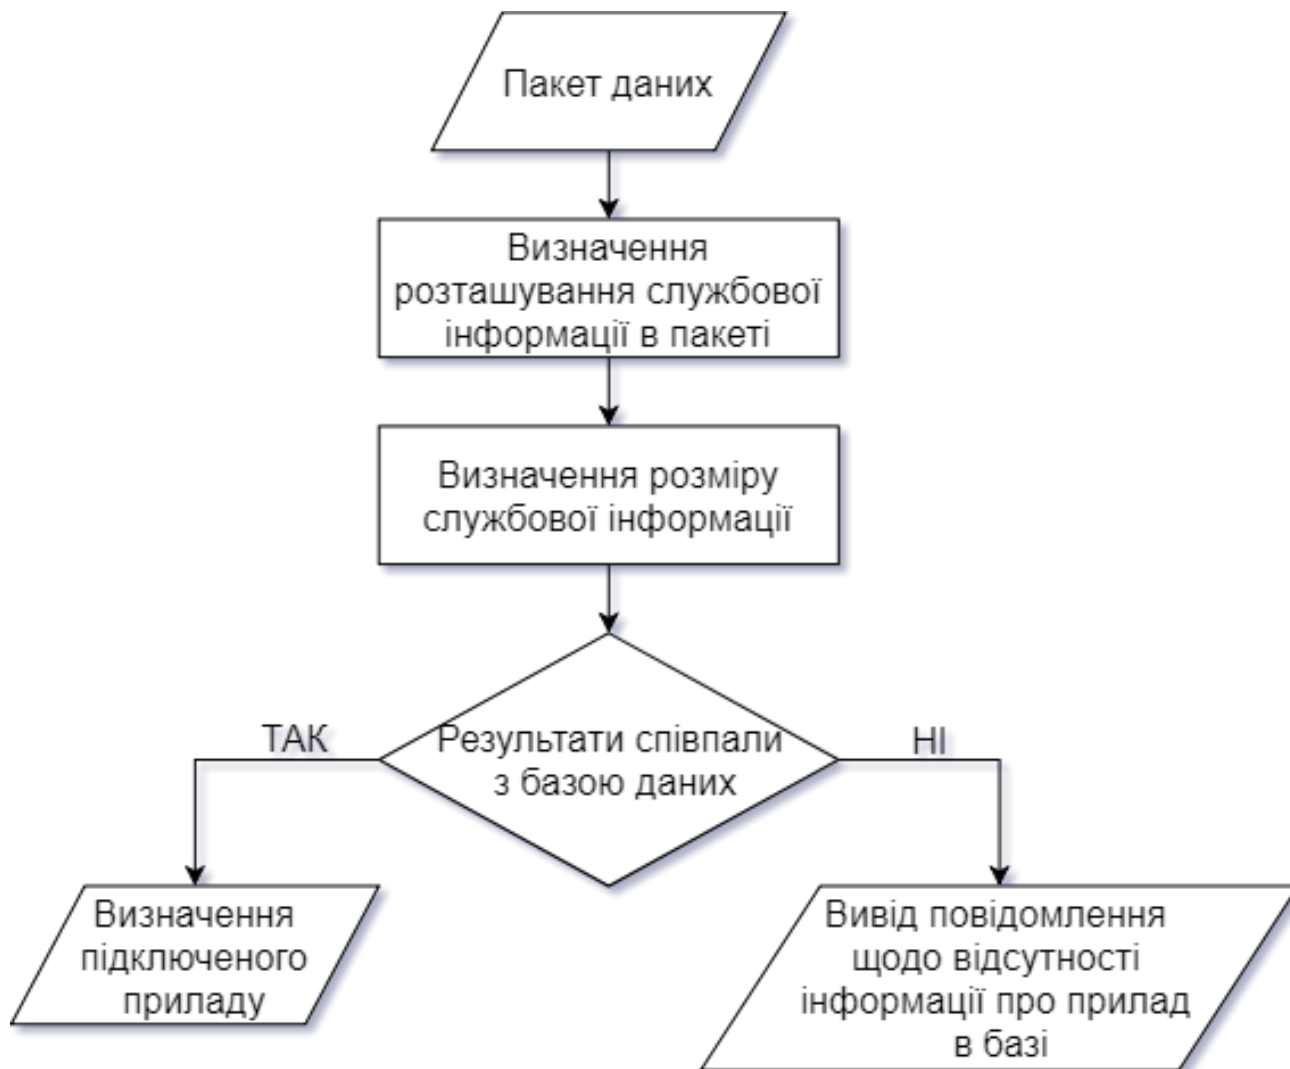 Пакет даних
Визначення
розташування службової
інформації в пакеті
Визначення розміру
службової інформації
Результати співпали
з базою даних
ТАК
НІ
Визначення
підключеного
приладу
Вивід повідомлення
щодо відсутності
інформації про прилад
в базі